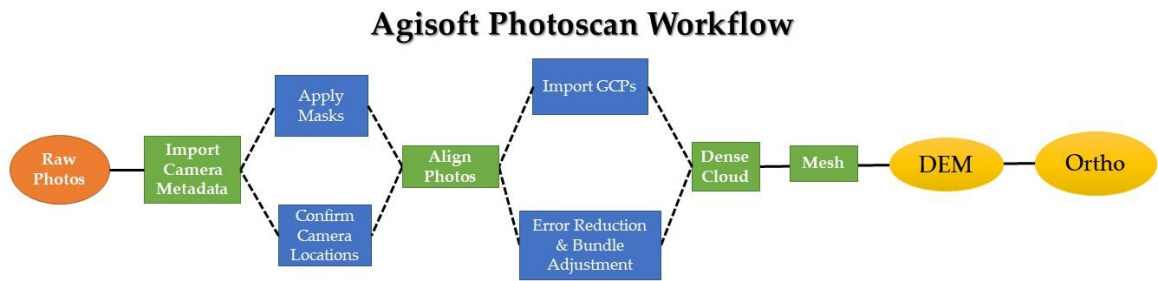 Agisoft Photoscan Workflow
Raw
Photos
Import
Camera
Metadata
Apply
Masks
Confirm
Camera
Locations
Align
Photos
Import GCPs
Error Reduction
& Bundle
Adjustment
Dense
Cloud
Mesh
DEM
Ortho